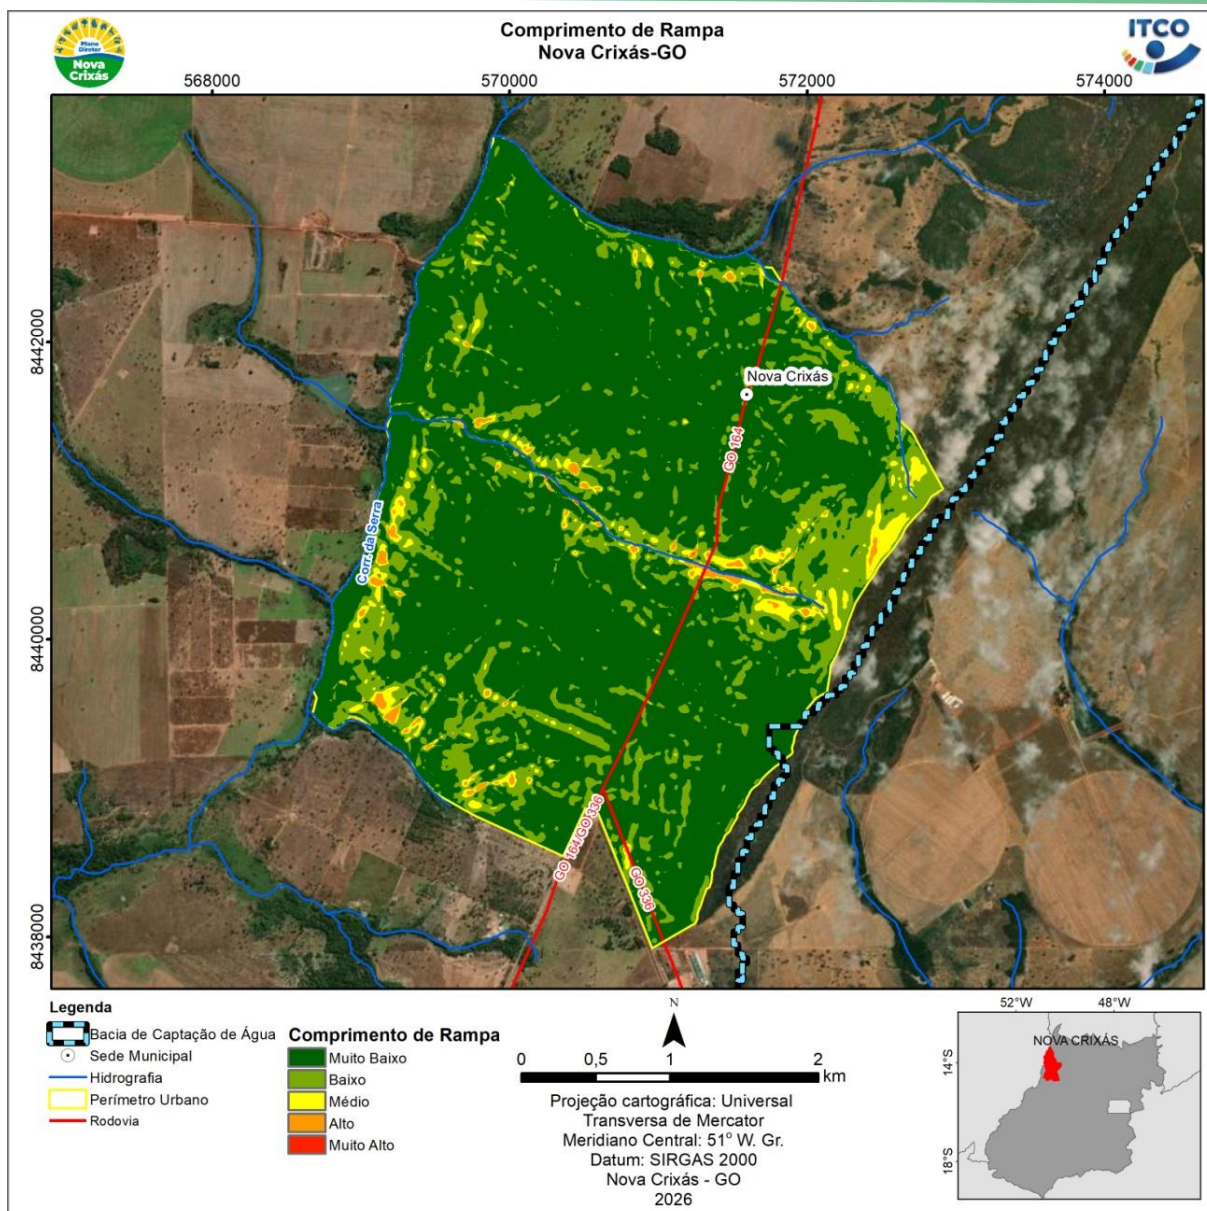 Comprimento de Rampa
Nova Crixás-GO
Plano
Diretor
Nova
Crixás
ITCO
568000
570000
572000
574000
8442000
8440000
8438000
Nova Crixás
GO 164
Corr. da Serra
GO 164/GO 336
GO 336
Legenda
Bacia de Captação de Água
Sede Municipal
Hidrografia
Perímetro Urbano
Rodovia
Comprimento de Rampa
Muito Baixo
Baixo
Médio
Alto
Muito Alto
N
0 0,5 1 2
km
Projeção cartográfica: Universal
Transversa de Mercator
Meridiano Central: 51° W. Gr.
Datum: SIRGAS 2000
Nova Crixás - GO
2026
52°W 48°W
NOVA CRIXÁS
14°S
18°S